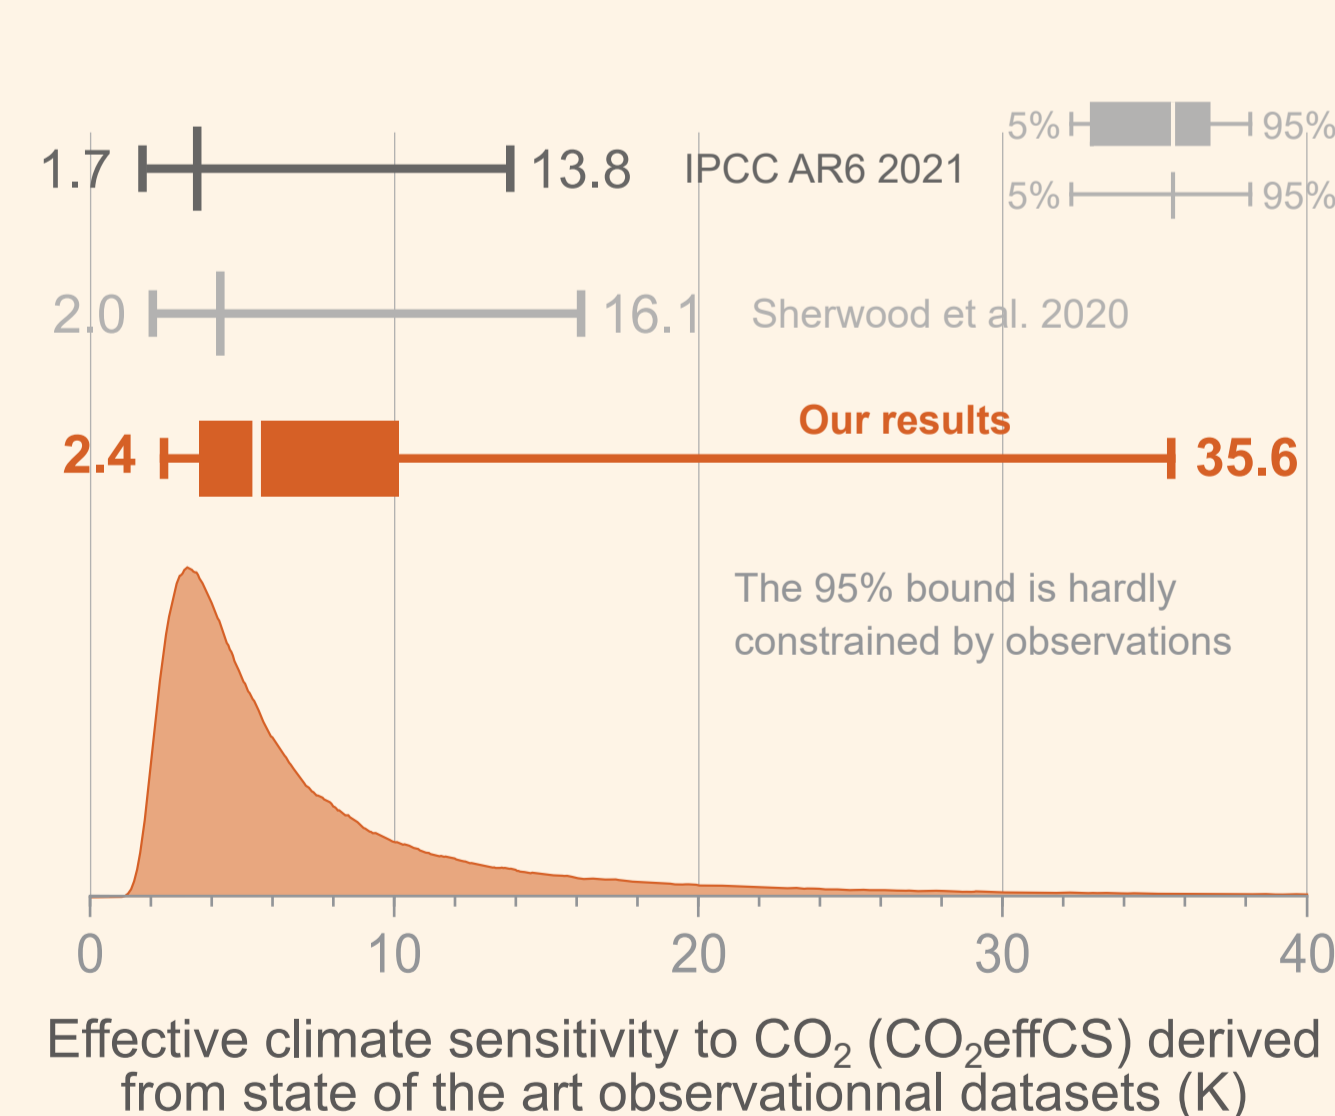 5% 95%
1.7 13.8 IPCC AR6 2021
5% 95%
2.0 16.1 Sherwood et al. 2020
Our results
2.4 35.6
The 95% bound is hardly
constrained by observations
0 10 20 30 40
Effective climate sensitivity to CO₂ (CO₂effCS) derived
from state of the art observationnal datasets (K)